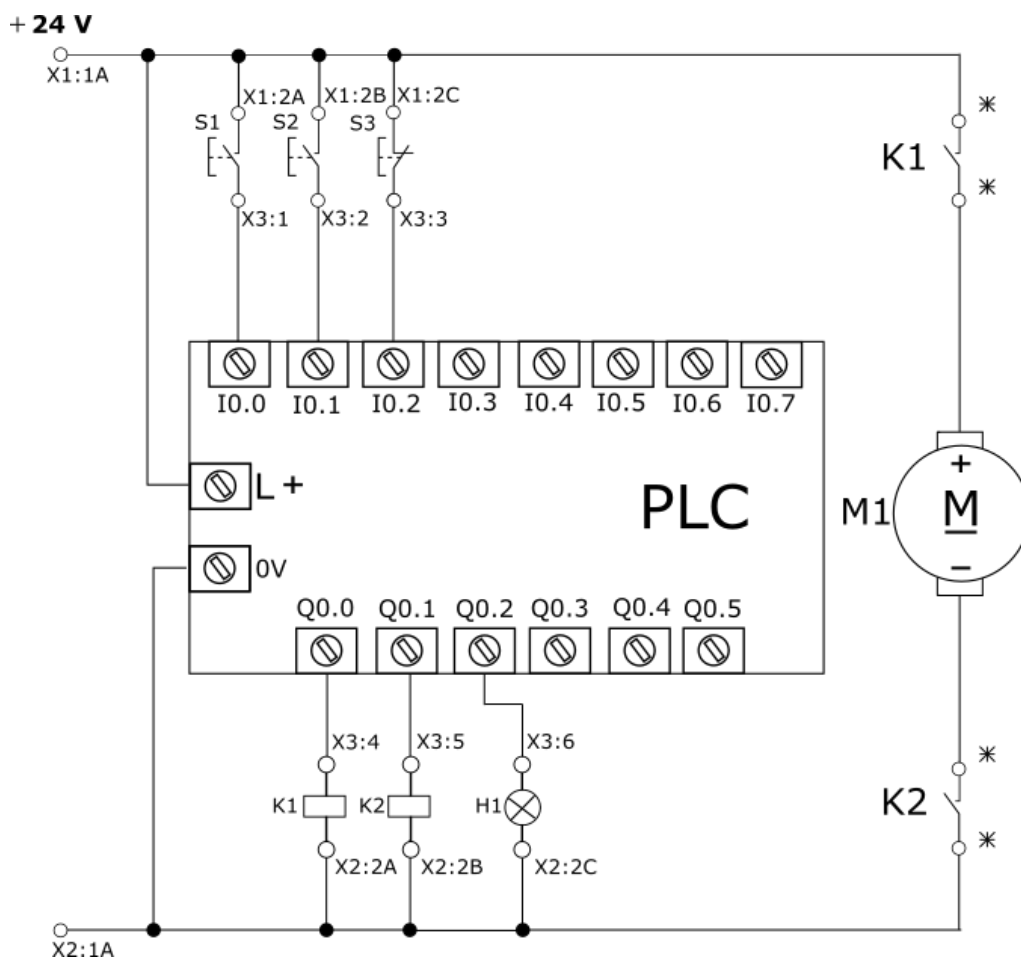 + 24 V
X1:1A
X1:2A X1:2B X1:2C
S1 S2 S3
X3:1 X3:2 X3:3
K1
*
*
I0.0 I0.1 I0.2 I0.3 I0.4 I0.5 I0.6 I0.7
L +
PLC
0V
M1
+
M
−
Q0.0 Q0.1 Q0.2 Q0.3 Q0.4 Q0.5
X3:4 X3:5 X3:6
K1 K2 H1
X2:2A X2:2B X2:2C
K2
*
*
X2:1A